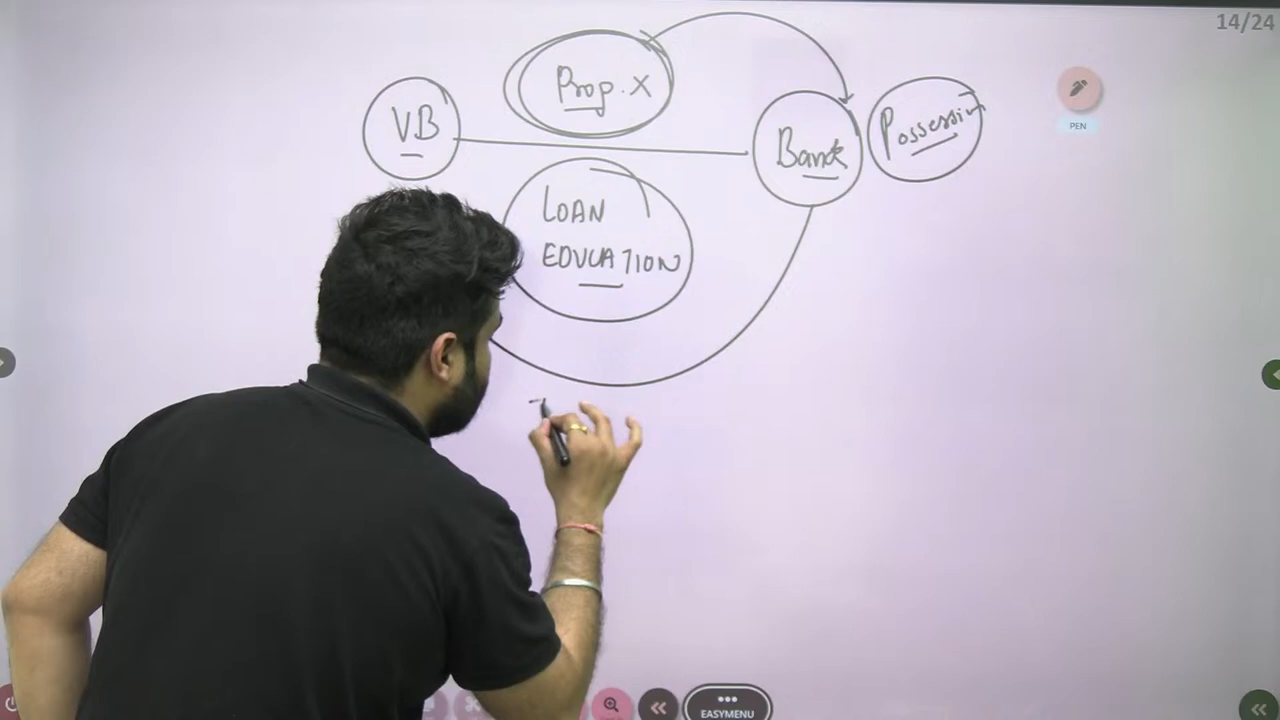 14/24
Prop. X
VB
Bank
Possession
PEN
LOAN
EDUCATION
EASYMENU